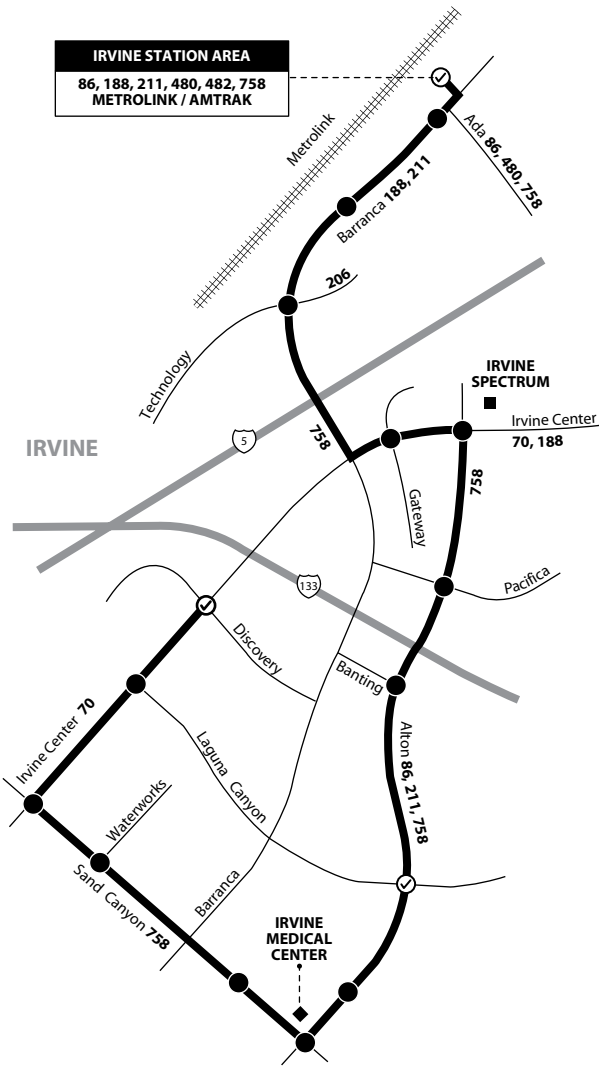 IRVINE STATION AREA
86, 188, 211, 480, 482, 758
METROLINK / AMTRAK
Metrolink
Ada 86, 480, 758
Barranca 188, 211
206
Technology
IRVINE
SPECTRUM
Irvine Center
70, 188
758
IRVINE
5
758
Gateway
Pacifica
133
Discovery
Banting
Irvine Center 70
Laguna Canyon
Alton 86, 211, 758
Waterworks
Sand Canyon 758
Barranca
IRVINE
MEDICAL
CENTER